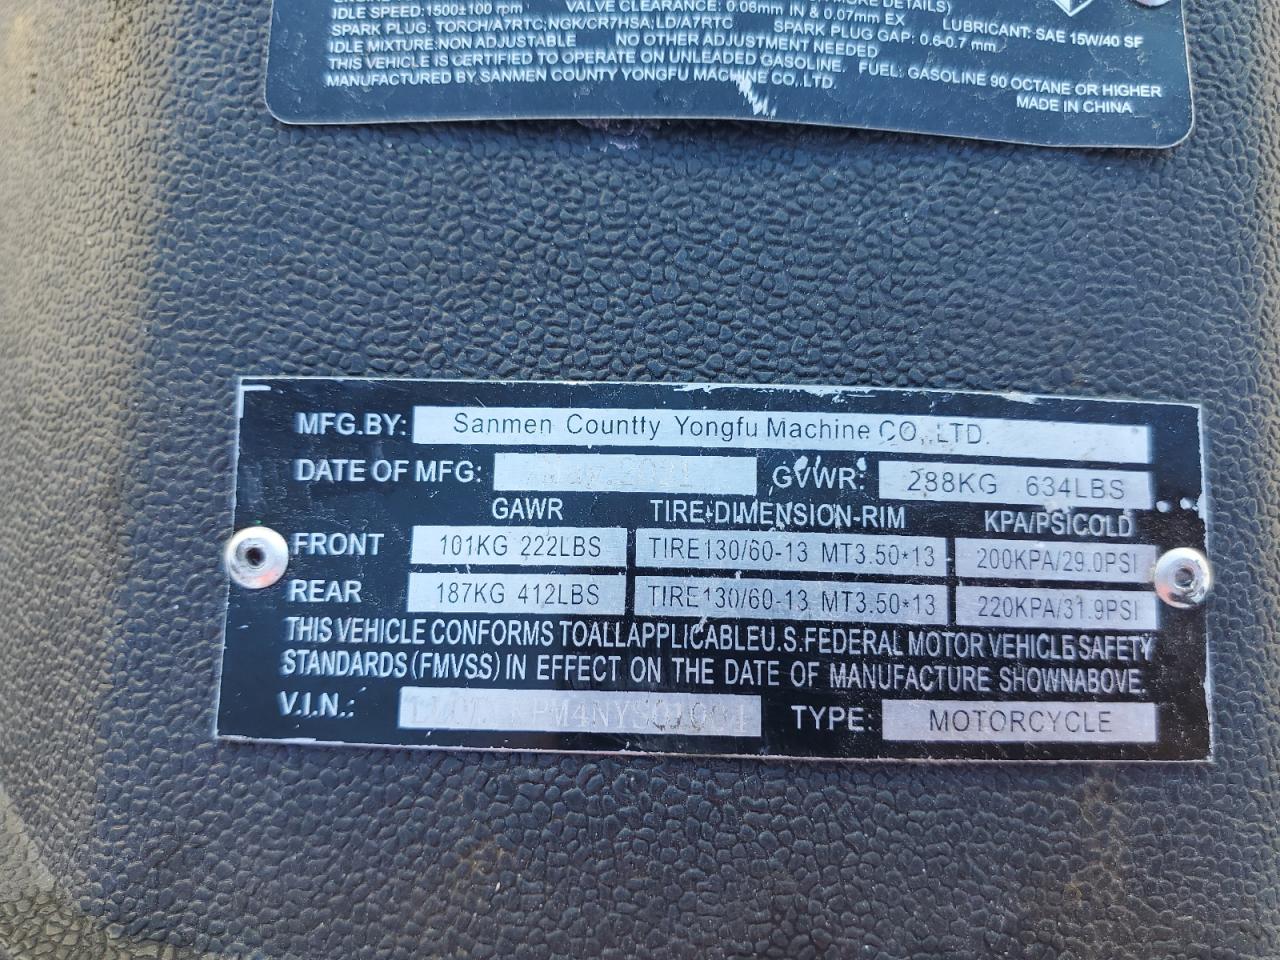 IDLE SPEED:1500±100 rpm VALVE CLEARANCE: 0.06mm IN & 0.07mm EX LUBRICANT: SAE 15W/40 SF
SPARK PLUG: TORCH/A7RTC;NGK/CR7HSA;LD/A7RTC SPARK PLUG GAP: 0.6-0.7 mm
IDLE MIXTURE:NON ADJUSTABLE NO OTHER ADJUSTMENT NEEDED
THIS VEHICLE IS CERTIFIED TO OPERATE ON UNLEADED GASOLINE. FUEL: GASOLINE 90 OCTANE OR HIGHER
MANUFACTURED BY SANMEN COUNTY YONGFU MACHINE CO.,LTD.
MADE IN CHINA
MFG.BY: Sanmen Countty Yongfu Machine CO,.LTD.
DATE OF MFG: 2021 GVWR: 288KG 634LBS
GAWR TIRE-DIMENSION-RIM KPA/PSICOLD
FRONT 101KG 222LBS TIRE130/60-13 MT3.50*13 200KPA/29.0PSI
REAR 187KG 412LBS TIRE130/60-13 MT3.50*13 220KPA/31.9PSI
THIS VEHICLE CONFORMS TOALLAPPLICABLEU.S.FEDERAL MOTOR VEHICLE SAFETY
STANDARDS (FMVSS) IN EFFECT ON THE DATE OF MANUFACTURE SHOWNABOVE.
V.I.N.: TYPE: MOTORCYCLE